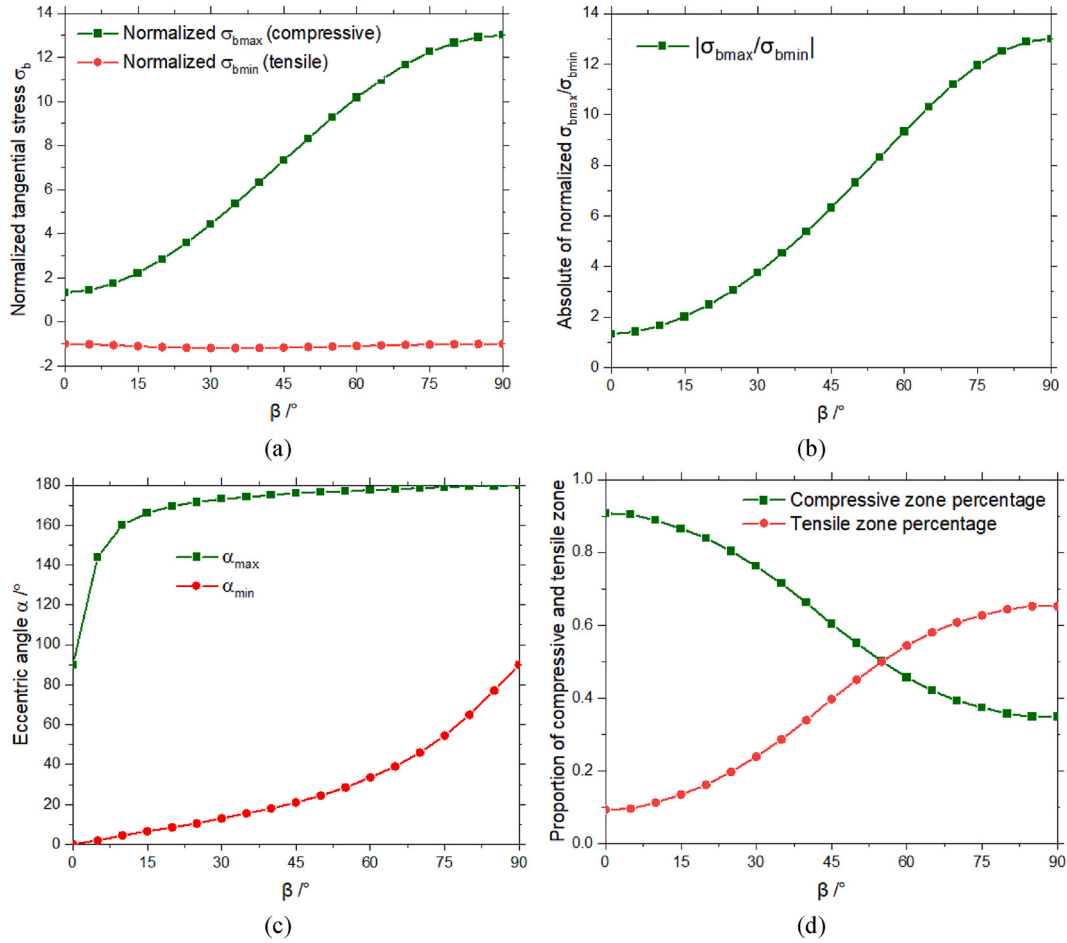 14
12
10
8
6
4
2
0
-2
Normalized tangential stress σb
Normalized σbmax (compressive)
Normalized σbmin (tensile)
0 15 30 45 60 75 90
β /°
(a)
14
12
10
8
6
4
2
0
Absolute of normalized σbmax/σbmin
|σbmax/σbmin|
0 15 30 45 60 75 90
β /°
(b)
180
160
140
120
100
80
60
40
20
0
Eccentric angle α /°
αmax
αmin
0 15 30 45 60 75 90
β /°
(c)
1.0
0.8
0.6
0.4
0.2
0.0
Proportion of compressive and tensile zone
Compressive zone percentage
Tensile zone percentage
0 15 30 45 60 75 90
β /°
(d)